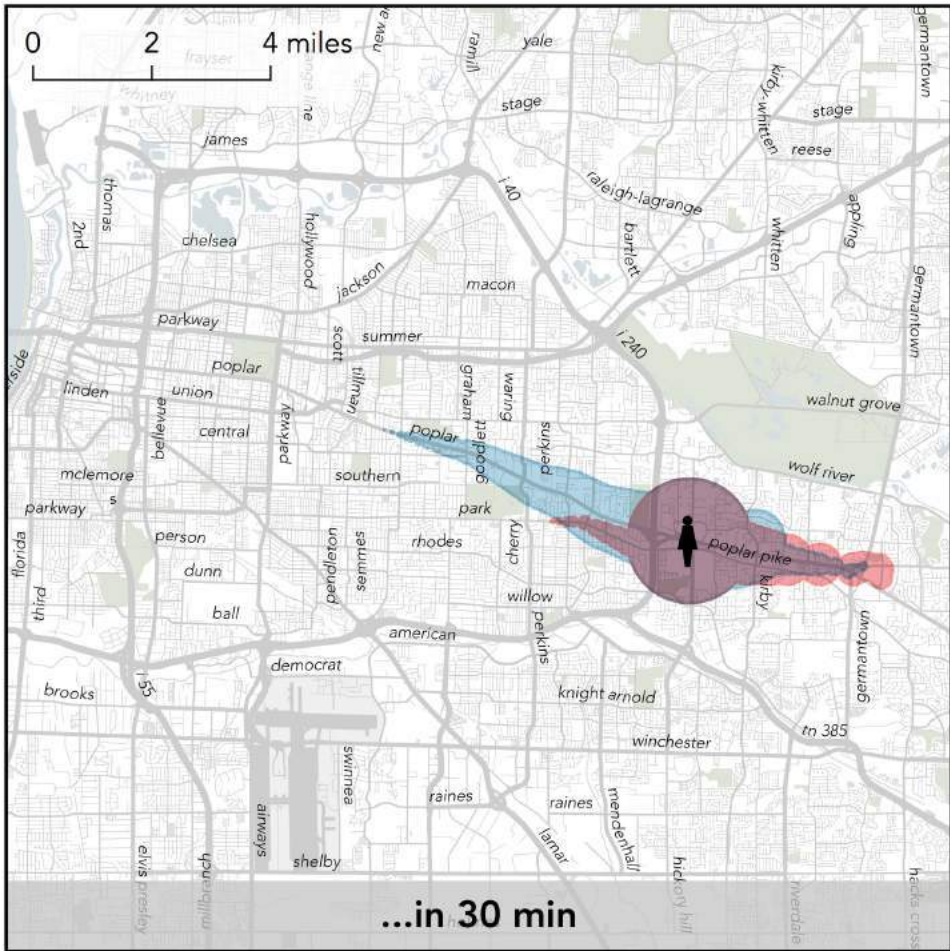 0 2 4 miles
yale
ramill
germantown
stage
kirby-whitten
stage
james
reese
i 40
raleigh-lagrange
thomas
2nd
hollywood
bartlett
whitten
appling
chelsea
jackson
macon
germantown
parkway
scott
summer
i 240
poplar
tillman
graham
waring
linden
union
walnut grove
bellevue
central
parkway
poplar
goodlett
perkins
mclemore
southern
wolf river
s
parkway
park
person
rhodes
cherry
poplar pike
florida
pendleton
semmes
dunn
willow
kirby
third
ball
american
perkins
germantown
democrat
i 55
brooks
knight arnold
tn 385
winchester
swinnea
raines
raines
mendenhall
airways
lamar
shelby
elvis presley
millbranch
hickory hill
riverdale
hacks cross
...in 30 min